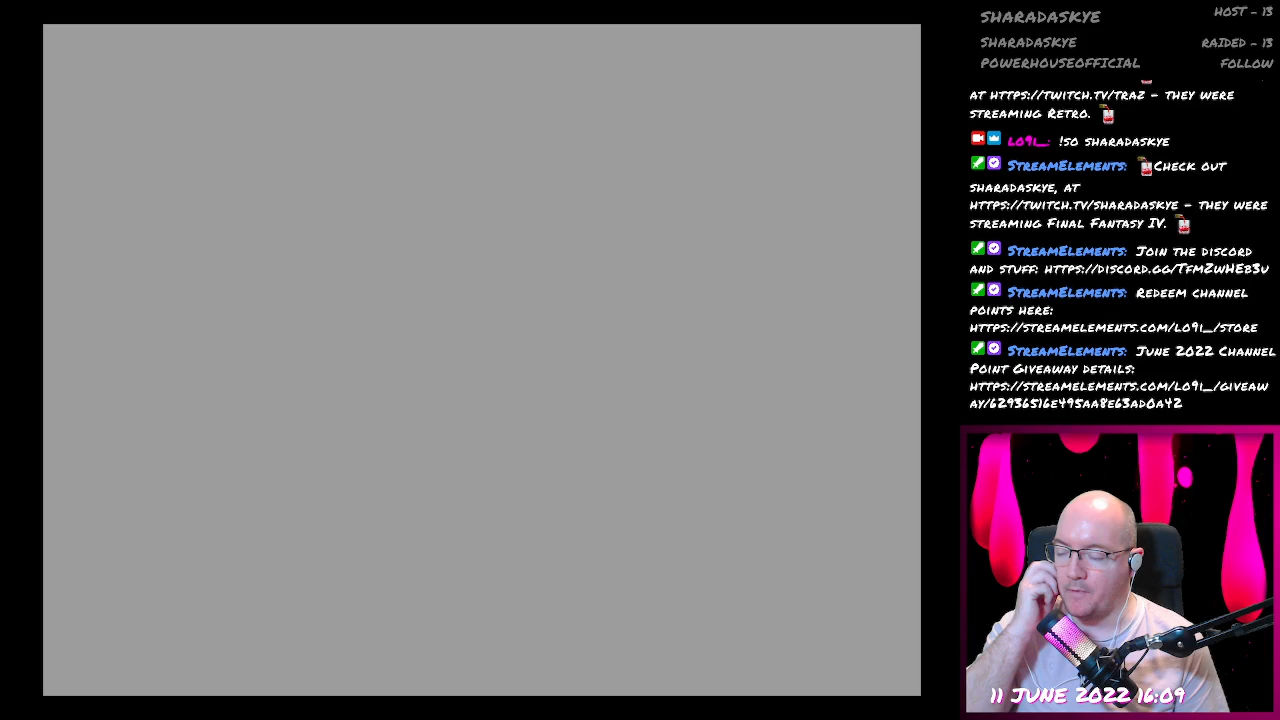 SHARADASKYE HOST - 13
SHARADASKYE RAIDED - 13
POWERHOUSEOFFICIAL FOLLOW
AT HTTPS://TWITCH.TV/TRAZ - THEY WERE
STREAMING RETRO.
LO9I_: !SO SHARADASKYE
STREAMELEMENTS: CHECK OUT
SHARADASKYE, AT
HTTPS://TWITCH.TV/SHARADASKYE - THEY WERE
STREAMING FINAL FANTASY IV.
STREAMELEMENTS: JOIN THE DISCORD
AND STUFF: HTTPS://DISCORD.GG/TFMZWHE83U
STREAMELEMENTS: REDEEM CHANNEL
POINTS HERE:
HTTPS://STREAMELEMENTS.COM/LO9I_/STORE
STREAMELEMENTS: JUNE 2022 CHANNEL
POINT GIVEAWAY DETAILS:
HTTPS://STREAMELEMENTS.COM/LO9I_/GIVEAW
AY/62936516E495AA8E63AD0A42
11 JUNE 2022 16:09